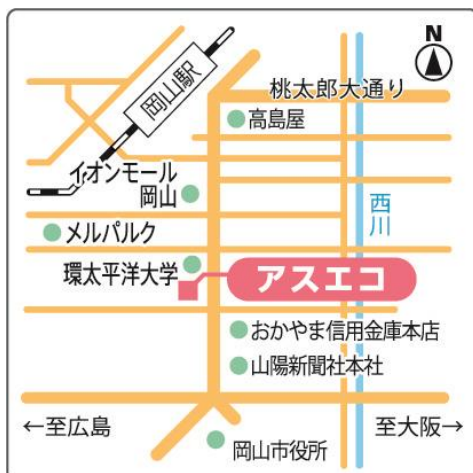 N
岡山駅
桃太郎大通り
高島屋
イオンモール
岡山
西川
メルパルク
環太平洋大学
アスエコ
おかやま信用金庫本店
山陽新聞社本社
←至広島
至大阪→
岡山市役所